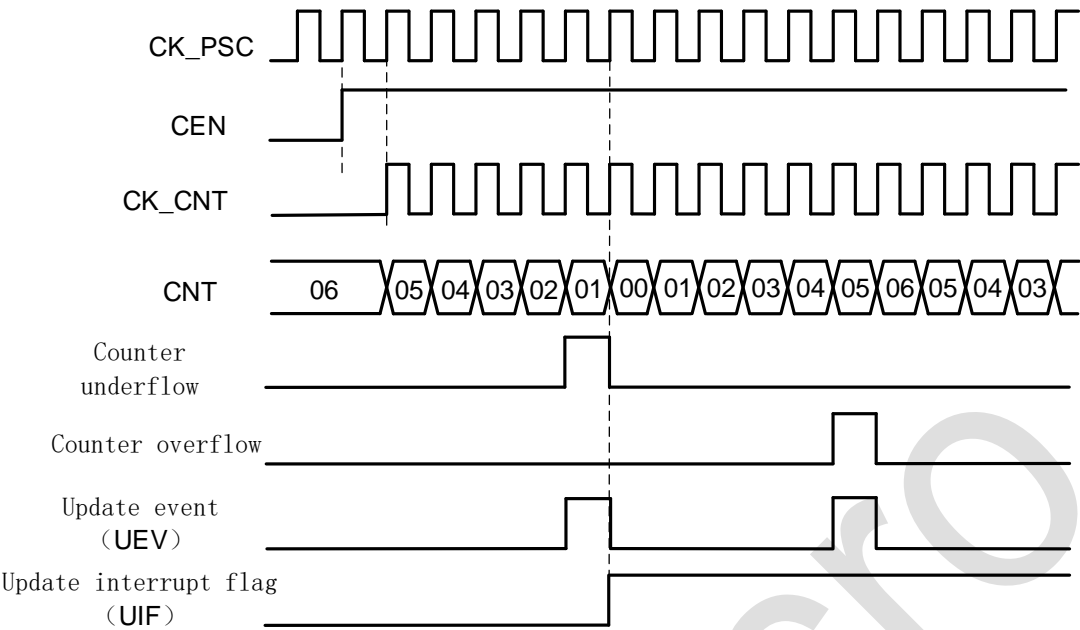 CK_PSC
CEN
CK_CNT
CNT 06 05 04 03 02 01 00 01 02 03 04 05 06 05 04 03
Counter
underflow
Counter overflow
Update event
（UEV）
Update interrupt flag
（UIF）